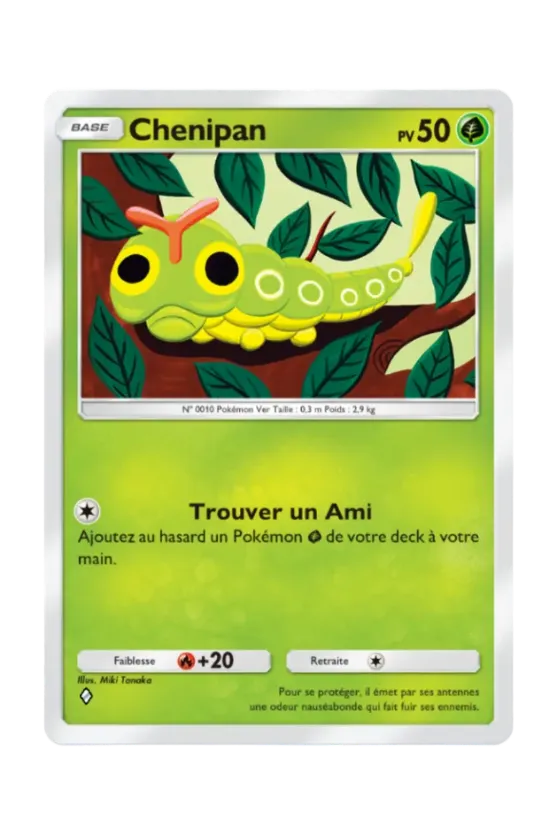 BASE Chenipan PV 50
N° 0010 Pokémon Ver Taille : 0,3 m Poids : 2,9 kg
Trouver un Ami
Ajoutez au hasard un Pokémon de votre deck à votre
main.
Faiblesse +20 Retraite
Illus. Miki Tanaka
Pour se protéger, il émet par ses antennes
une odeur nauséabonde qui fait fuir ses ennemis.